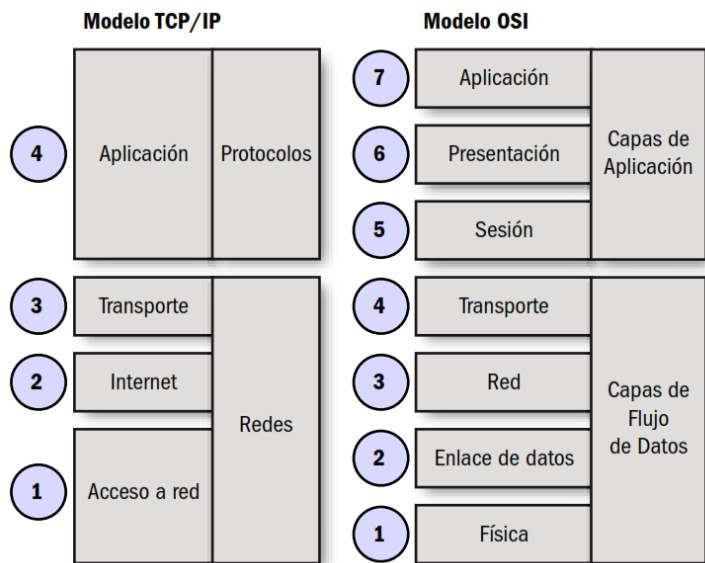 Modelo TCP/IP
4
Aplicación
Protocolos
3
Transporte
2
Internet
1
Acceso a red
Redes
Modelo OSI
7
Aplicación
6
Presentación
5
Sesión
Capas de
Aplicación
4
Transporte
3
Red
2
Enlace de datos
1
Física
Capas de
Flujo
de Datos